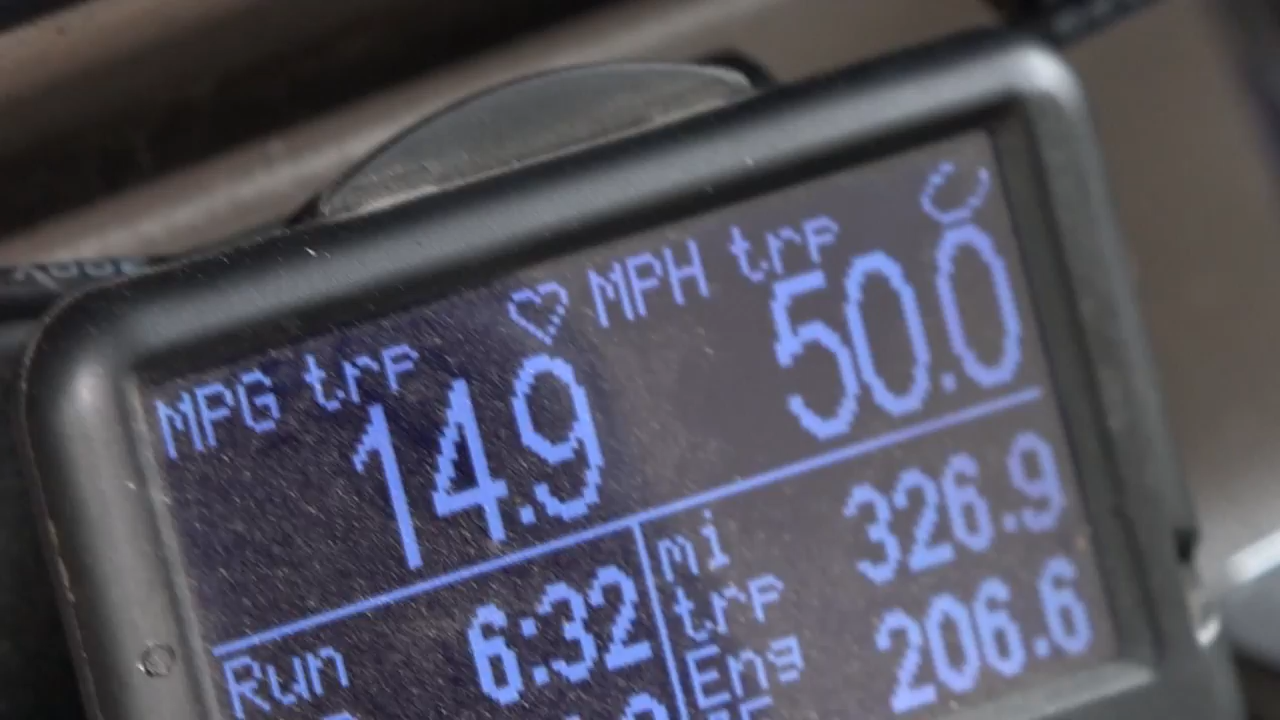 MPG trp 14.9
MPH trp 50.0
Run 6:32
mi trp 326.9
Eng 206.6